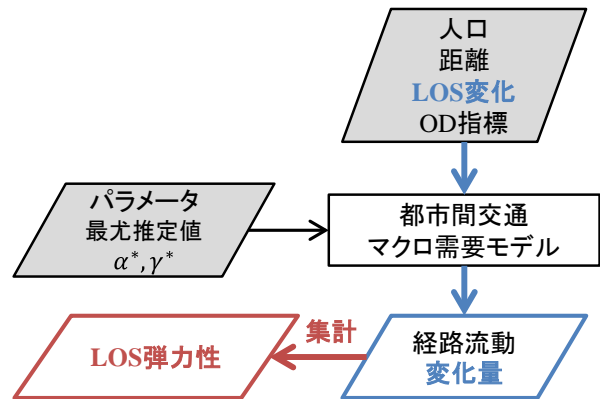 人口
距離
LOS変化
OD指標
パラメータ
最尤推定値
α*, γ*
都市間交通
マクロ需要モデル
集計
LOS弾力性
経路流動
変化量